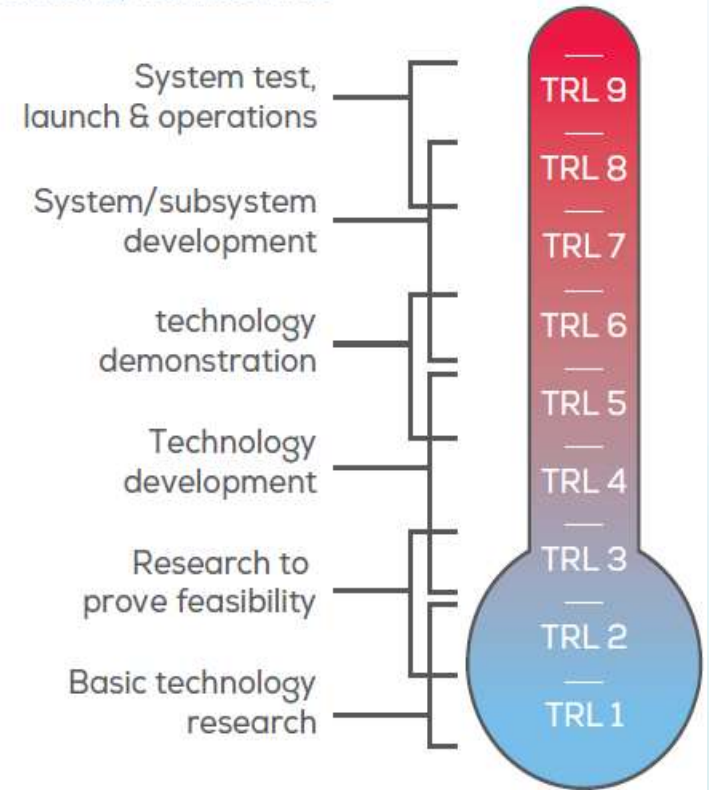 System test,
launch & operations
System/subsystem
development
technology
demonstration
Technology
development
Research to
prove feasibility
Basic technology
research
TRL 9
TRL 8
TRL 7
TRL 6
TRL 5
TRL 4
TRL 3
TRL 2
TRL 1